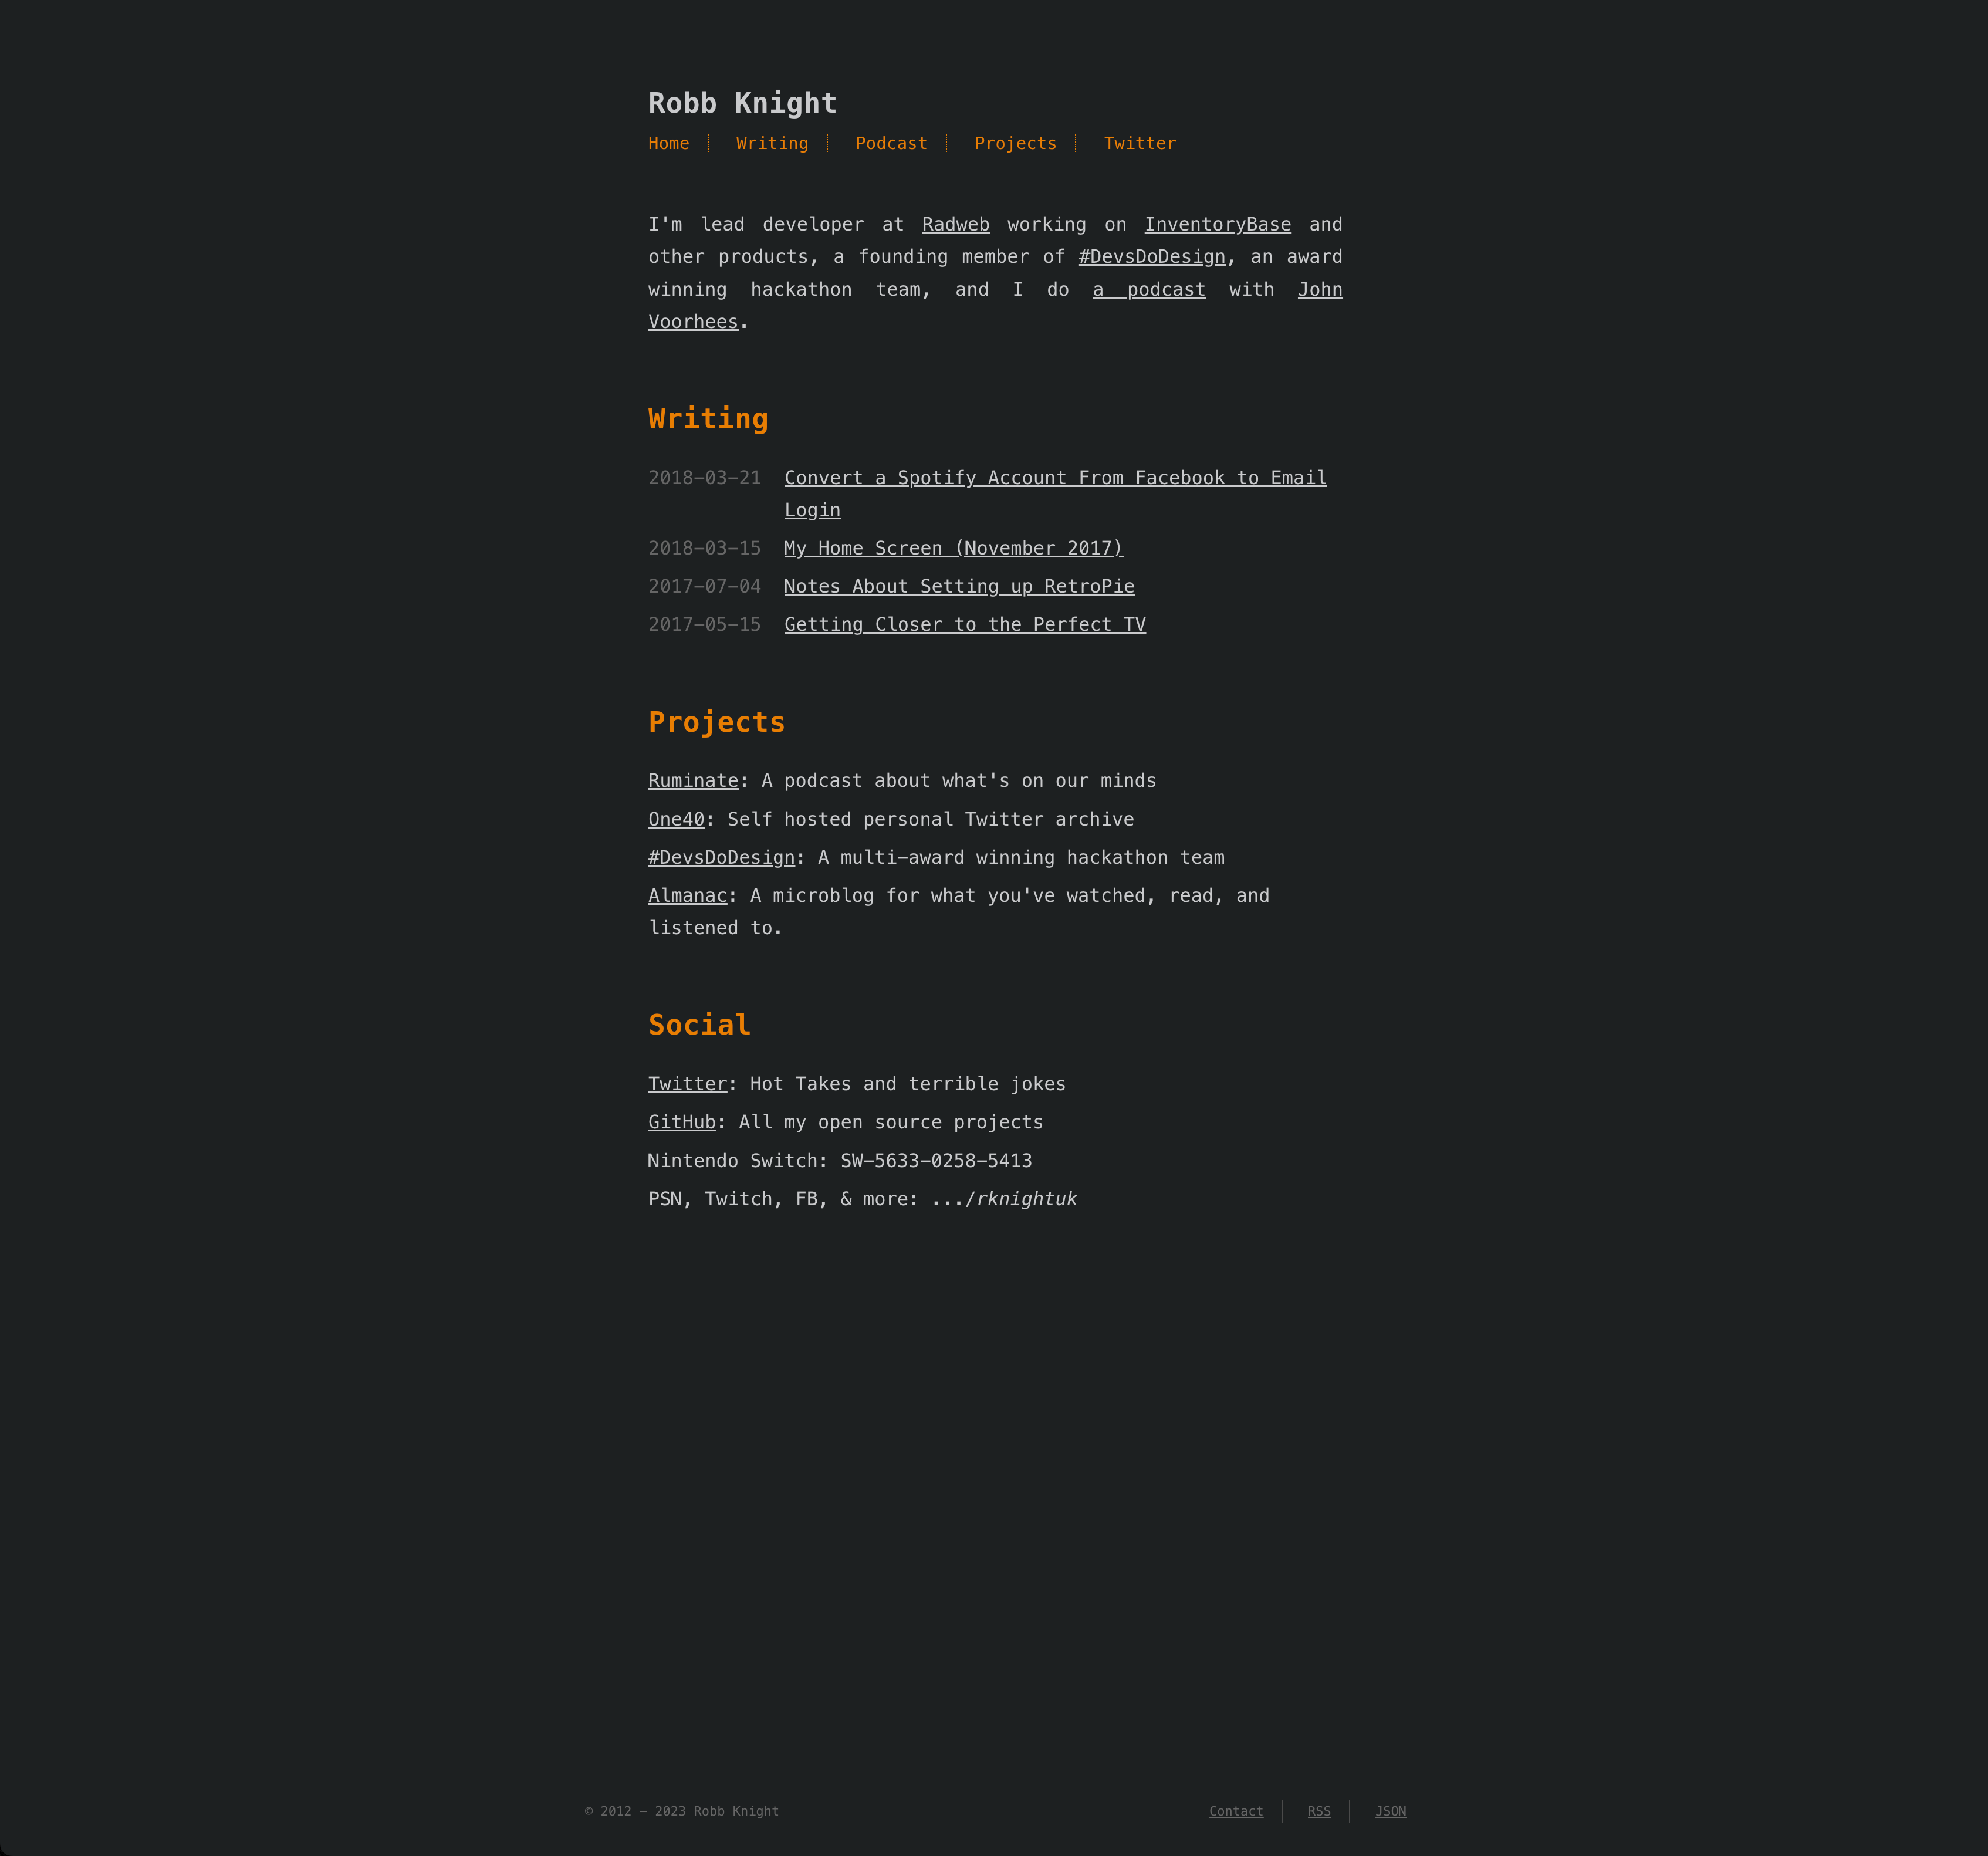 Robb Knight
Home
Writing
Podcast
Projects
Twitter
I'm lead developer at Radweb working on InventoryBase and
other products, a founding member of #DevsDoDesign, an award
winning hackathon team, and I do a podcast with John
Voorhees.
Writing
2018-03-21 Convert a Spotify Account From Facebook to Email
Login
2018-03-15 My Home Screen (November 2017)
2017-07-04 Notes About Setting up RetroPie
2017-05-15 Getting Closer to the Perfect TV
Projects
Ruminate: A podcast about what's on our minds
One40: Self hosted personal Twitter archive
#DevsDoDesign: A multi-award winning hackathon team
Almanac: A microblog for what you've watched, read, and
listened to.
Social
Twitter: Hot Takes and terrible jokes
GitHub: All my open source projects
Nintendo Switch: SW-5633-0258-5413
PSN, Twitch, FB, & more: .../rknightuk
© 2012 - 2023 Robb Knight
Contact
RSS
JSON